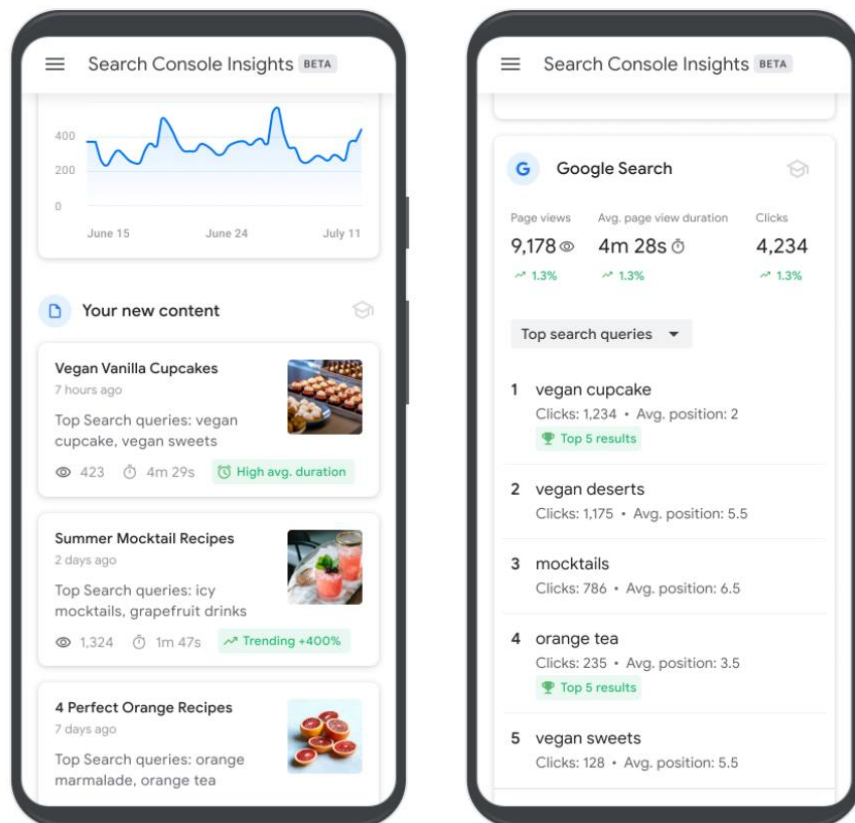 Search Console Insights BETA
400
200
0
June 15 June 24 July 11
Your new content
Vegan Vanilla Cupcakes
7 hours ago
Top Search queries: vegan
cupcake, vegan sweets
423 4m 29s High avg. duration
Summer Mocktail Recipes
2 days ago
Top Search queries: icy
mocktails, grapefruit drinks
1,324 1m 47s Trending +400%
4 Perfect Orange Recipes
7 days ago
Top Search queries: orange
marmalade, orange tea
Search Console Insights BETA
G Google Search
Page views Avg. page view duration Clicks
9,178 4m 28s 4,234
1.3% 1.3% 1.3%
Top search queries
1 vegan cupcake
Clicks: 1,234 • Avg. position: 2
Top 5 results
2 vegan deserts
Clicks: 1,175 • Avg. position: 5.5
3 mocktails
Clicks: 786 • Avg. position: 6.5
4 orange tea
Clicks: 235 • Avg. position: 3.5
Top 5 results
5 vegan sweets
Clicks: 128 • Avg. position: 5.5